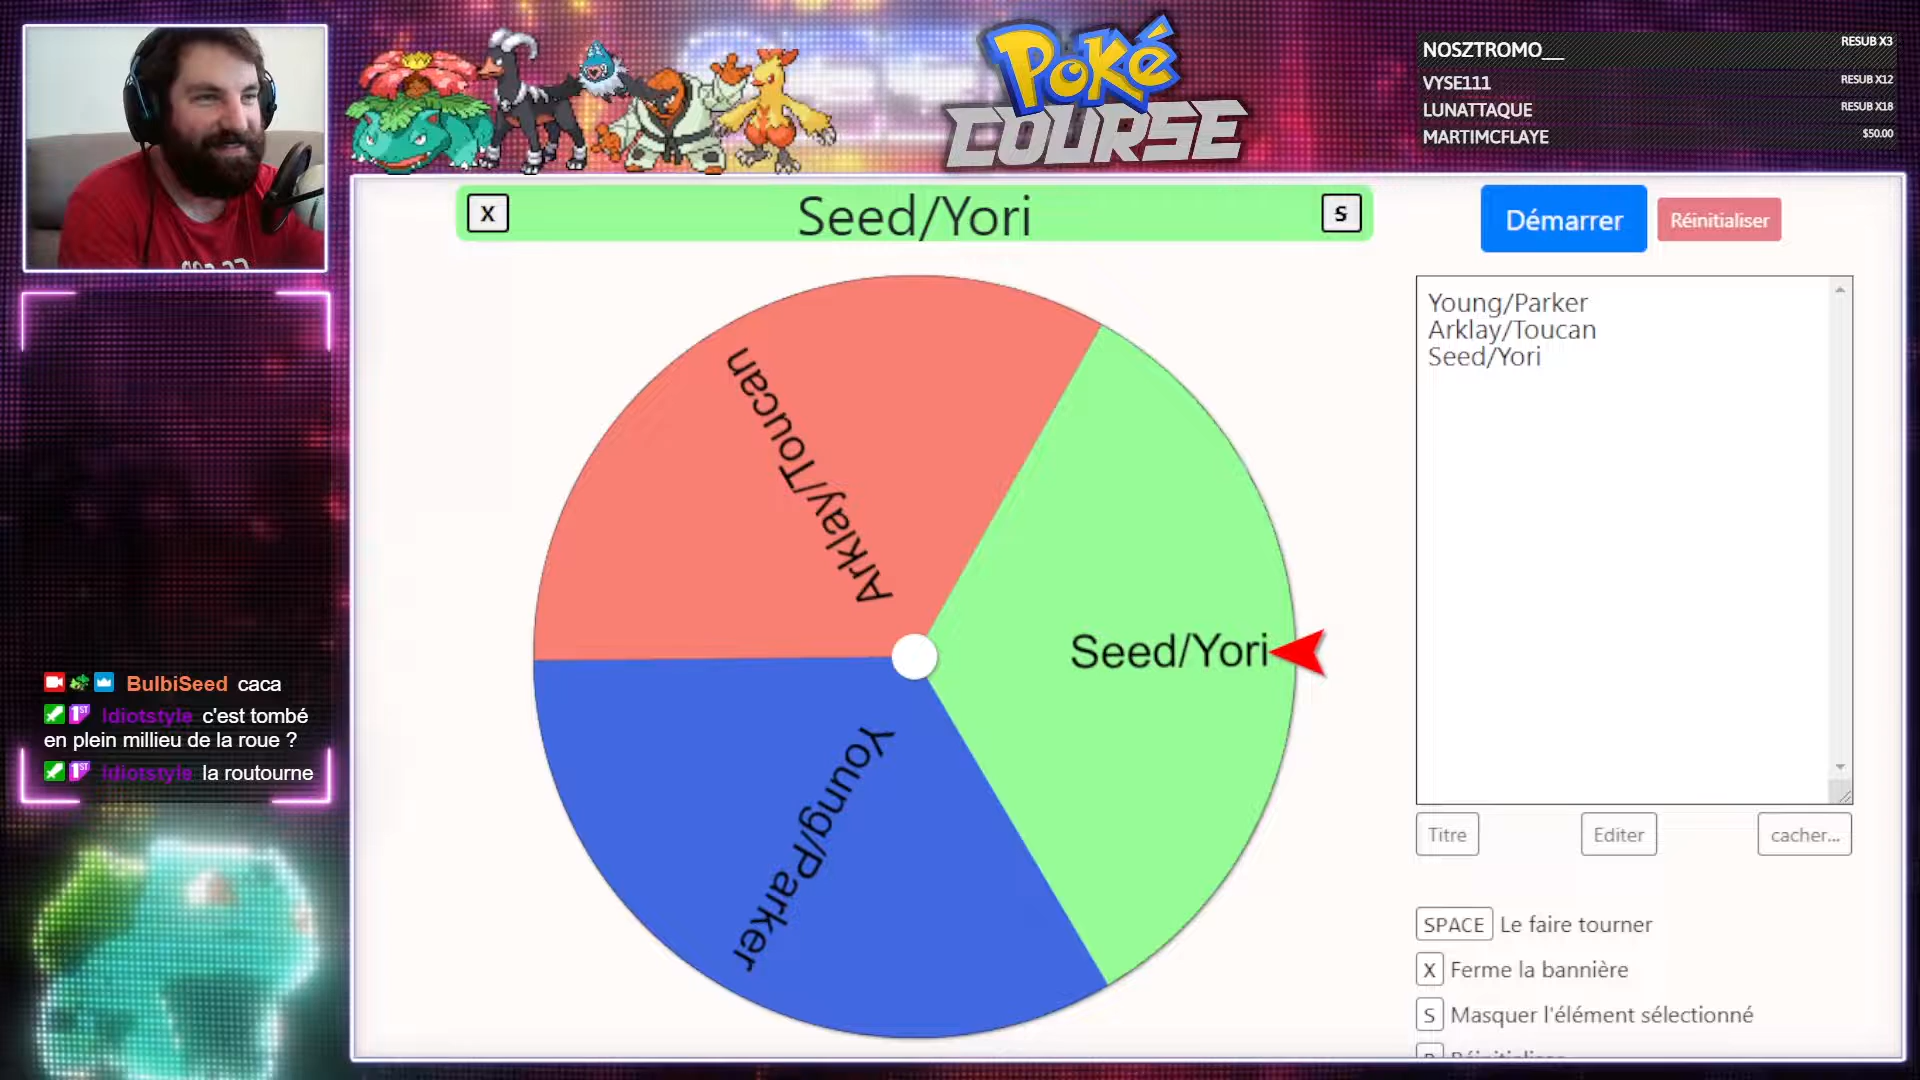 Poké
COURSE
NOSZTROMO__ RESUB X3
VYSE111 RESUB X12
LUNATTAQUE RESUB X18
MARTIMCFLAYE $50.00
X Seed/Yori S
Démarrer
Réinitialiser
Young/Parker
Arklay/Toucan
Seed/Yori
Arklay/Toucan
Seed/Yori
Young/Parker
BulbiSeed caca
Idiotstyle c'est tombé
en plein millieu de la roue ?
Idiotstyle la routourne
Titre
Editer
cacher...
SPACE Le faire tourner
X Ferme la bannière
S Masquer l'élément sélectionné